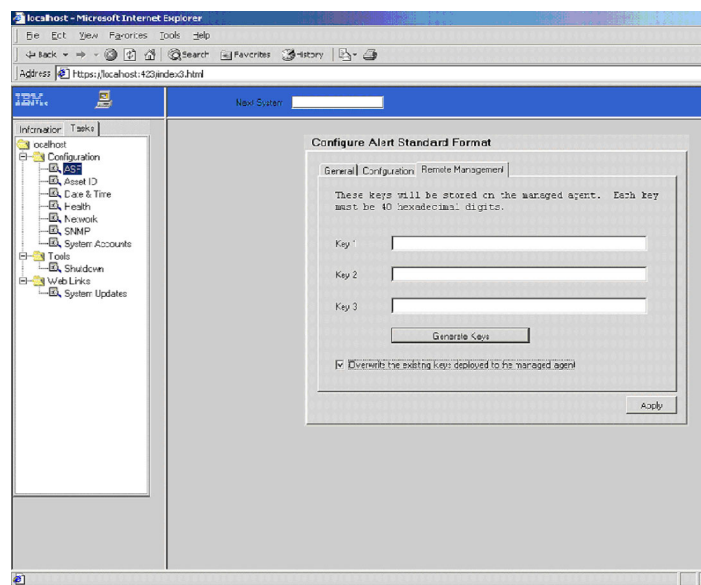 localhost - Microsoft Internet Explorer
File Edit View Favorites Tools Help
Back Search Favorites History
Address https://localhost:423/index3.html
IBM. Next System
Information Tasks
localhost
Configuration
ASF
Asset ID
Date & Time
Health
Network
SNMP
System Accounts
Tools
Shutdown
Web Links
System Updates
Configure Alert Standard Format
General Configuration Remote Management
These keys will be stored on the managed agent. Each key
must be 40 hexadecimal digits.
Key 1
Key 2
Key 3
Generate Keys
Overwrite the existing keys deployed to the managed agent
Apply